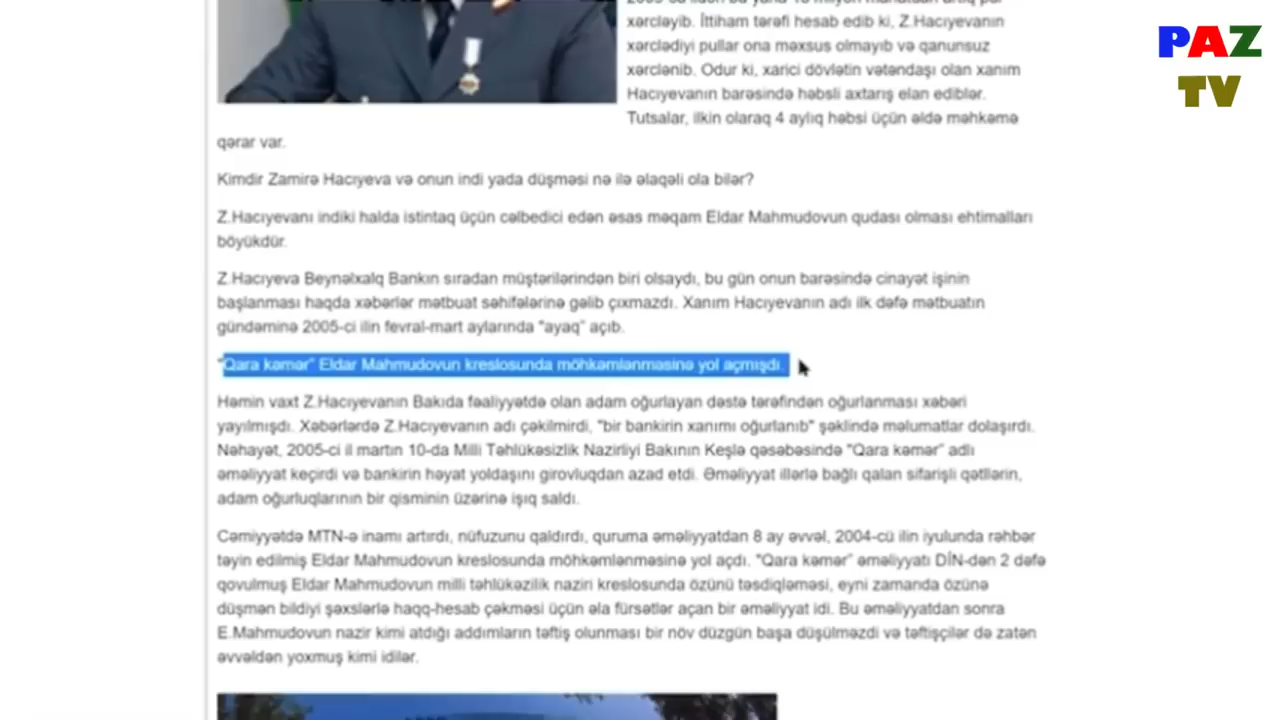 PAZ
TV
xərcləyib. İttiham tərəfi hesab edib ki, Z.Hacıyevanın
xərclədiyi pullar ona məxsus olmayıb və qanunsuz
xərclənib. Odur ki, xarici dövlətin vətəndaşı olan xanım
Hacıyevanın barəsində həbsli axtarış elan ediblər.
Tutsalar, ilkin olaraq 4 aylıq həbsi üçün əldə məhkəmə
qərar var.
Kimdir Zamirə Hacıyeva və onun indi yada düşməsi nə ilə əlaqəli ola bilər?
Z.Hacıyevanı indiki halda istintaq üçün cəlbedici edən əsas məqam Eldar Mahmudovun qudası olması ehtimalları
böyükdür.
Z.Hacıyeva Beynəlxalq Bankın sıradan müştərilərindən biri olsaydı, bu gün onun barəsində cinayət işinin
başlanması haqda xəbərlər mətbuat səhifələrinə gəlib çıxmazdı. Xanım Hacıyevanın adı ilk dəfə mətbuatın
gündəminə 2005-ci ilin fevral-mart aylarında "ayaq" açıb.
"Qara kəmər" Eldar Mahmudovun kreslosunda möhkəmlənməsinə yol açmışdı.
Həmin vaxt Z.Hacıyevanın Bakıda fəaliyyətdə olan adam oğurlayan dəstə tərəfindən oğurlanması xəbəri
yayılmışdı. Xəbərlərdə Z.Hacıyevanın adı çəkilmirdi, "bir bankirin xanımı oğurlanıb" şəklində məlumatlar dolaşırdı.
Nəhayət, 2005-ci il martın 10-da Milli Təhlükəsizlik Nazirliyi Bakının Keşlə qəsəbəsində "Qara kəmər" adlı
əməliyyat keçirdi və bankirin həyat yoldaşını girovluqdan azad etdi. Əməliyyat illərlə bağlı qalan sifarişli qətllərin,
adam oğurluqlarının bir qisminin üzərinə işıq saldı.
Cəmiyyətdə MTN-ə inamı artırdı, nüfuzunu qaldırdı, quruma əməliyyatdan 8 ay əvvəl, 2004-cü ilin iyulunda rəhbər
təyin edilmiş Eldar Mahmudovun kreslosunda möhkəmlənməsinə yol açdı. "Qara kəmər" əməliyyatı DİN-dən 2 dəfə
qovulmuş Eldar Mahmudovun milli təhlükəzilik naziri kreslosunda özünü təsdiqləməsi, eyni zamanda özünə
düşmən bildiyi şəxslərlə haqq-hesab çəkməsi üçün əla fürsətlər açan bir əməliyyat idi. Bu əməliyyatdan sonra
E.Mahmudovun nazir kimi atdığı addımların təftiş olunması bir növ düzgün başa düşülməzdi və təftişçilər də zatən
əvvəldən yoxmuş kimi idilər.